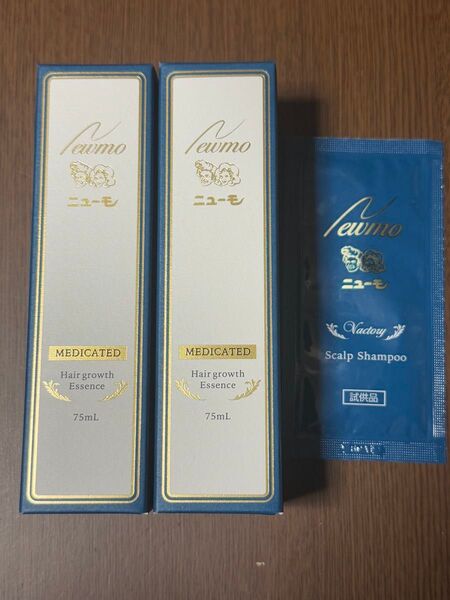 Newmo
ニューモ
MEDICATED
Hair growth
Essence
75mL
Newmo
ニューモ
MEDICATED
Hair growth
Essence
75mL
Newmo
ニューモ
Vactory
Scalp Shampoo
試供品